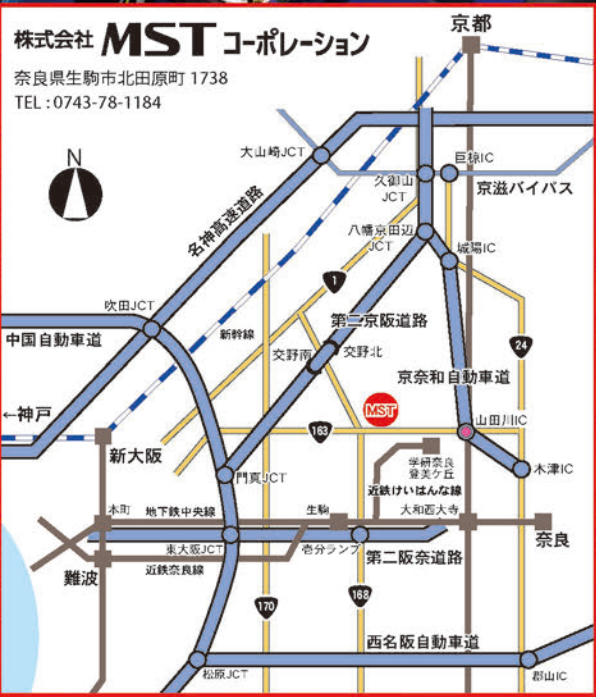 株式会社 MST コーポレーション
奈良県生駒市北田原町 1738
TEL : 0743-78-1184
京都
N
大山崎JCT
久御山
JCT
巨椋IC
京滋バイパス
名神高速道路
八幡京田辺
JCT
城陽IC
1
吹田JCT
中国自動車道
新幹線
第二京阪道路
交野南
交野北
24
京奈和自動車道
←神戸
MST
山田川IC
163
新大阪
門真JCT
学研奈良
登美ケ丘
木津IC
近鉄けいはんな線
本町
地下鉄中央線
生駒
大和西大寺
奈良
東大阪JCT
壱分ランプ
第二阪奈道路
難波
近鉄奈良線
170
168
西名阪自動車道
松原JCT
郡山IC